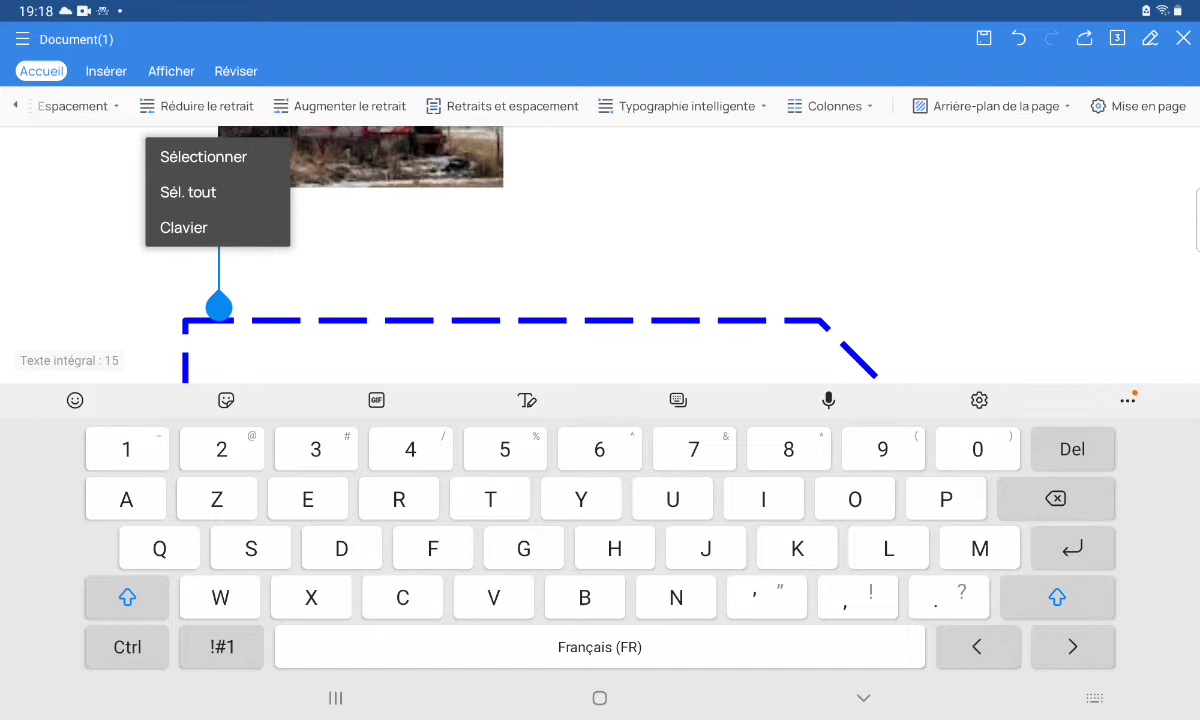 19:18
Document(1)
3
Accueil Insérer Afficher Réviser
Espacement Réduire le retrait Augmenter le retrait Retraits et espacement Typographie intelligente Colonnes Arrière-plan de la page Mise en page
Sélectionner
Sél. tout
Clavier
Texte intégral : 15
GIF
1 - 2 @ 3 # 4 / 5 % 6 ^ 7 & 8 * 9 ( 0 ) Del
A Z E R T Y U I O P
Q S D F G H J K L M
W X C V B N ' " , ! . ?
Ctrl !#1 Français (FR) < >